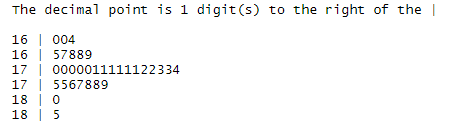 The decimal point is 1 digit(s) to the right of the |
16 | 004
16 | 57889
17 | 0000011111122334
17 | 5567889
18 | 0
18 | 5